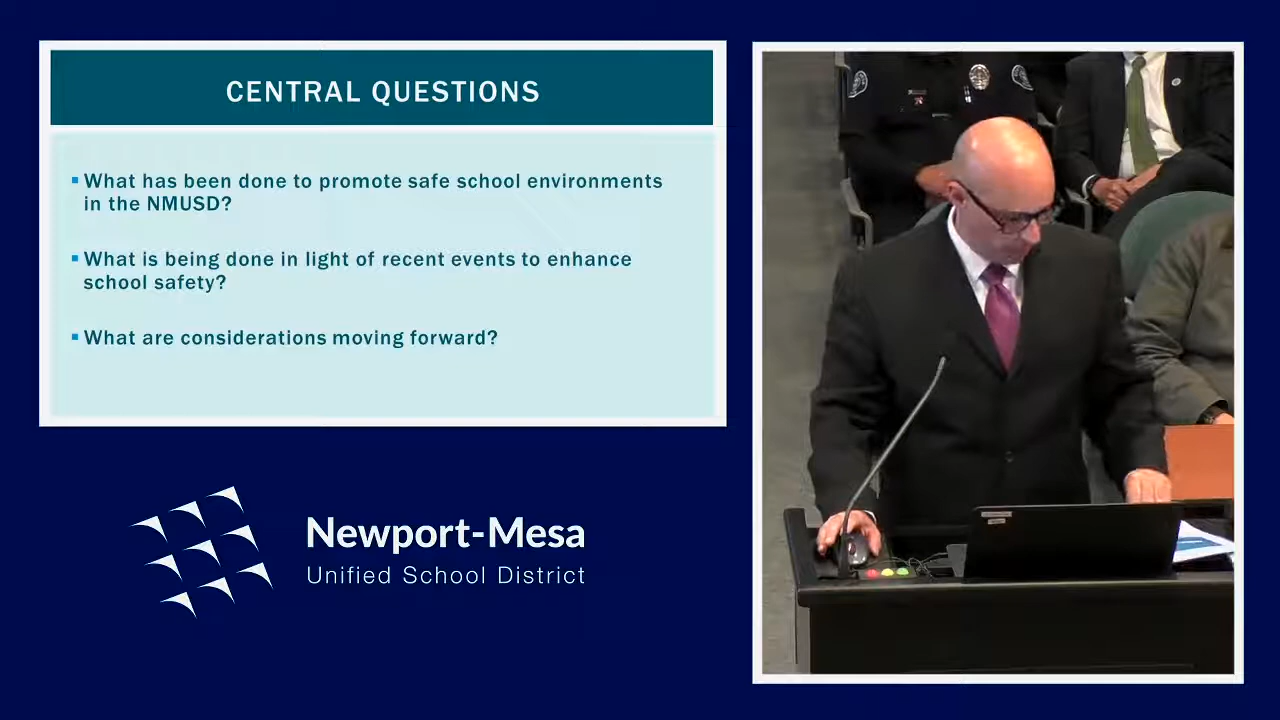 CENTRAL QUESTIONS
What has been done to promote safe school environments
in the NMUSD?
What is being done in light of recent events to enhance
school safety?
What are considerations moving forward?
Newport-Mesa
Unified School District